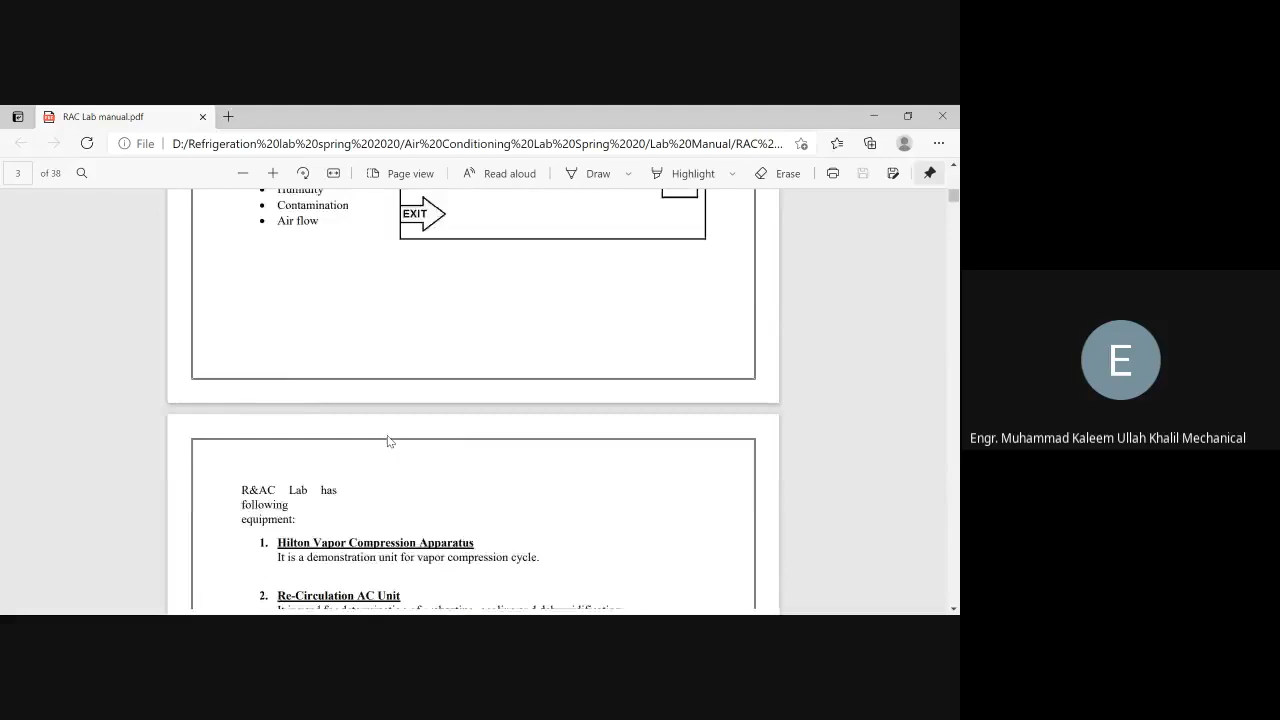 RAC Lab manual.pdf
File
D:/Refrigeration%20lab%20spring%202020/Air%20Conditioning%20Lab%20Spring%2020/Lab%20Manual/RAC%2...
3 of 38
Page view
Read aloud
Draw
Highlight
Erase
Humidity
Contamination
Air flow
EXIT
R&AC Lab has
following
equipment:
1. Hilton Vapor Compression Apparatus
It is a demonstration unit for vapor compression cycle.
2. Re-Circulation AC Unit
E
Engr. Muhammad Kaleem Ullah Khalil Mechanical